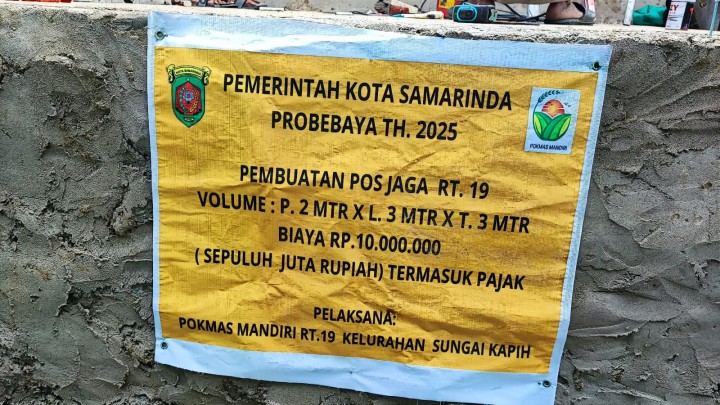 PEMERINTAH KOTA SAMARINDA
PROBEBAYA TH. 2025
POKMAS MANDIRI
PEMBUATAN POS JAGA RT. 19
VOLUME : P. 2 MTR X L. 3 MTR X T. 3 MTR
BIAYA RP.10.000.000
( SEPULUH JUTA RUPIAH) TERMASUK PAJAK
PELAKSANA:
POKMAS MANDIRI RT.19 KELURAHAN SUNGAI KAPIH